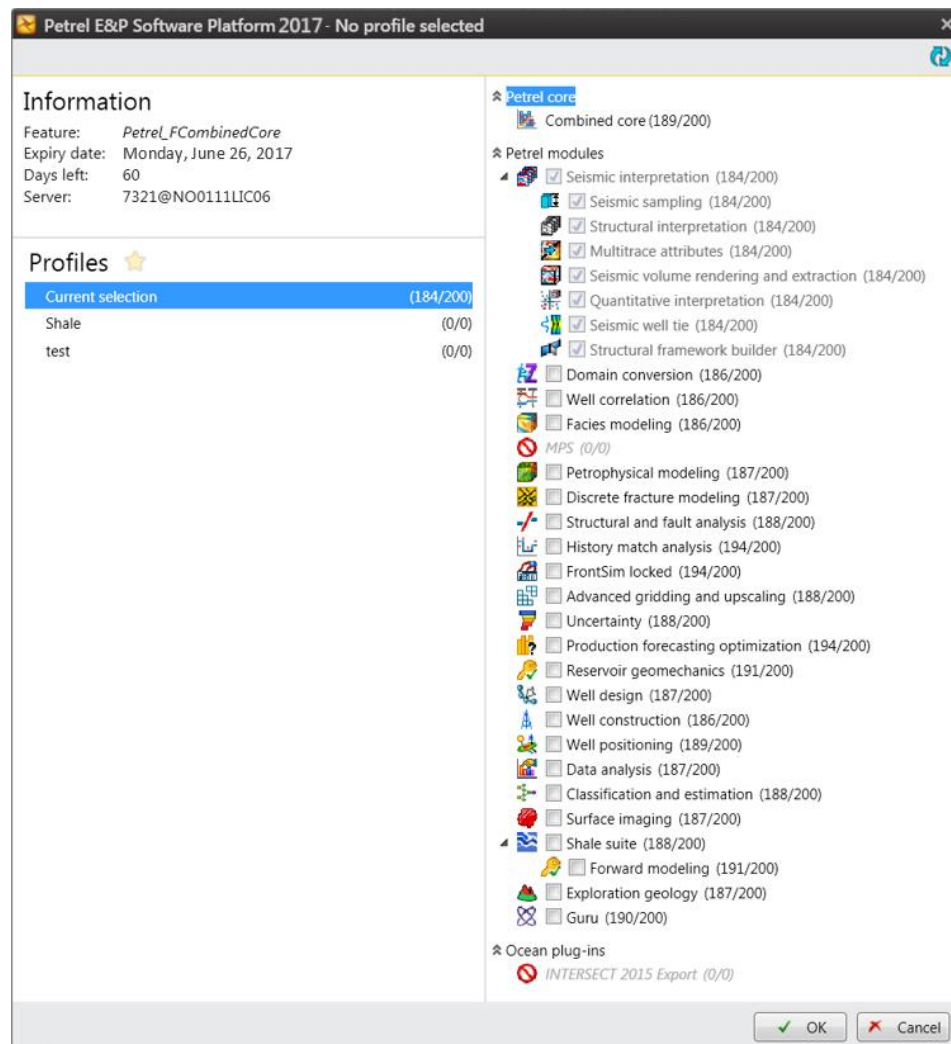 Petrel E&P Software Platform 2017 - No profile selected
Information
Feature: Petrel_FCombinedCore
Expiry date: Monday, June 26, 2017
Days left: 60
Server: 7321@NO0111LIC06
Profiles
Current selection (184/200)
Shale (0/0)
test (0/0)
Petrel core
Combined core (189/200)
Petrel modules
Seismic interpretation (184/200)
Seismic sampling (184/200)
Structural interpretation (184/200)
Multitrace attributes (184/200)
Seismic volume rendering and extraction (184/200)
Quantitative interpretation (184/200)
Seismic well tie (184/200)
Structural framework builder (184/200)
Domain conversion (186/200)
Well correlation (186/200)
Facies modeling (186/200)
MPS (0/0)
Petrophysical modeling (187/200)
Discrete fracture modeling (187/200)
Structural and fault analysis (188/200)
History match analysis (194/200)
FrontSim locked (194/200)
Advanced gridding and upscaling (188/200)
Uncertainty (188/200)
Production forecasting optimization (194/200)
Reservoir geomechanics (191/200)
Well design (187/200)
Well construction (186/200)
Well positioning (189/200)
Data analysis (187/200)
Classification and estimation (188/200)
Surface imaging (187/200)
Shale suite (188/200)
Forward modeling (191/200)
Exploration geology (187/200)
Guru (190/200)
Ocean plug-ins
INTERSECT 2015 Export (0/0)
OK
Cancel